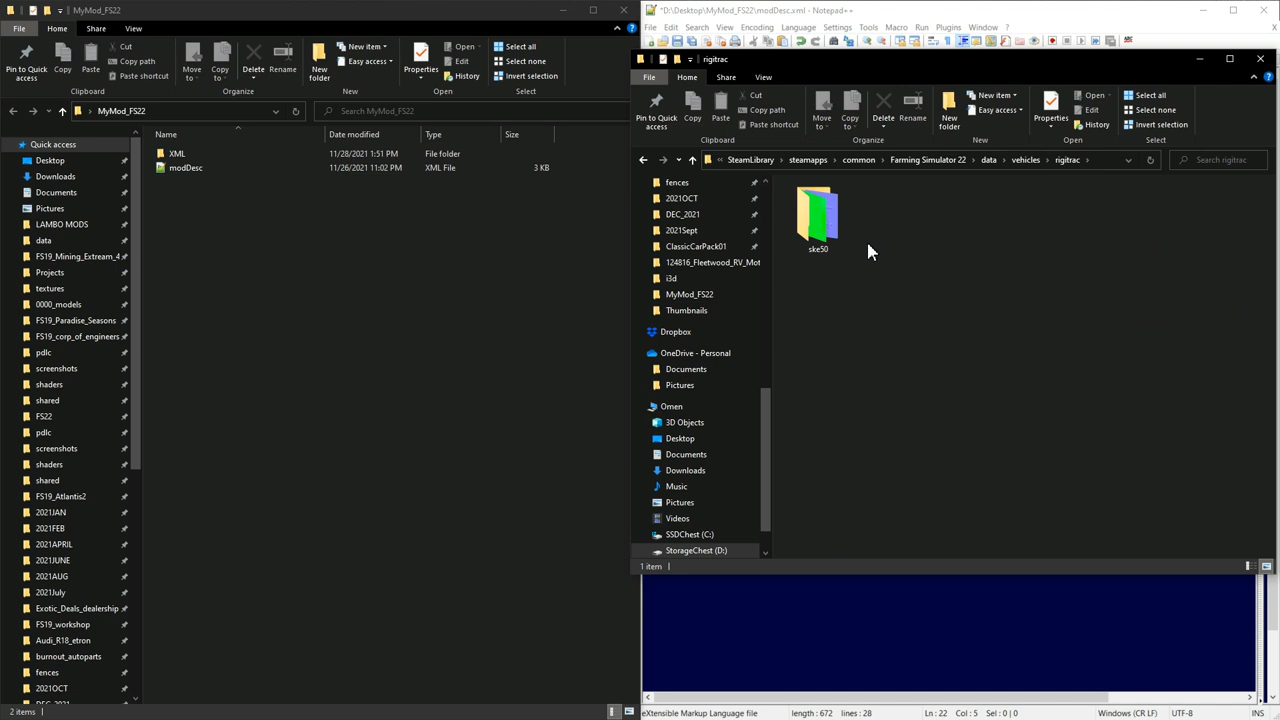 MyMod_FS22
File Home Share View
Pin to Quick access
Copy
Paste
Cut
Copy path
Paste shortcut
Clipboard
Move to
Copy to
Delete
Rename
Organize
New folder
New item
Easy access
New
Properties
Open
Edit
History
Open
Select all
Select none
Invert selection
Select
MyMod_FS22
Search MyMod_FS22
Name Date modified Type Size
XML 11/28/2021 1:51 PM File folder
modDesc 11/26/2021 11:02 PM XML File 3 KB
Quick access
Desktop
Downloads
Documents
Pictures
LAMBO MODS
data
FS19_Mining_Extream_4
Projects
textures
0000_models
FS19_Paradise_Seasons
FS19_corp_of_engineers
pdlc
screenshots
shaders
shared
FS22
pdlc
screenshots
shaders
shared
FS19_Atlantis2
2021JAN
2021FEB
2021APRIL
2021JUNE
2021AUG
2021July
Exotic_Deals_dealership
FS19_workshop
Audi_R18_etron
burnout_autoparts
fences
2021OCT
2 items
*D:\Desktop\MyMod_FS22\modDesc.xml - Notepad++
File Edit Search View Encoding Language Settings Tools Macro Run Plugins Window ?
rigitrac
File Home Share View
Pin to Quick access
Copy
Paste
Cut
Copy path
Paste shortcut
Clipboard
Move to
Copy to
Delete
Rename
Organize
New folder
New item
Easy access
New
Properties
Open
Edit
History
Open
Select all
Select none
Invert selection
Select
SteamLibrary steamapps common Farming Simulator 22 data vehicles rigitrac
Search rigitrac
fences
2021OCT
DEC_2021
2021Sept
ClassicCarPack01
124816_Fleetwood_RV_Mot
i3d
MyMod_FS22
Thumbnails
Dropbox
OneDrive - Personal
Documents
Pictures
Omen
3D Objects
Desktop
Documents
Downloads
Music
Pictures
Videos
SSDChest (C:)
StorageChest (D:)
ske50
1 item
eXtensible Markup Language file length : 672 lines : 28 Ln : 22 Col : 5 Sel : 0 | 0 Windows (CR LF) UTF-8 INS